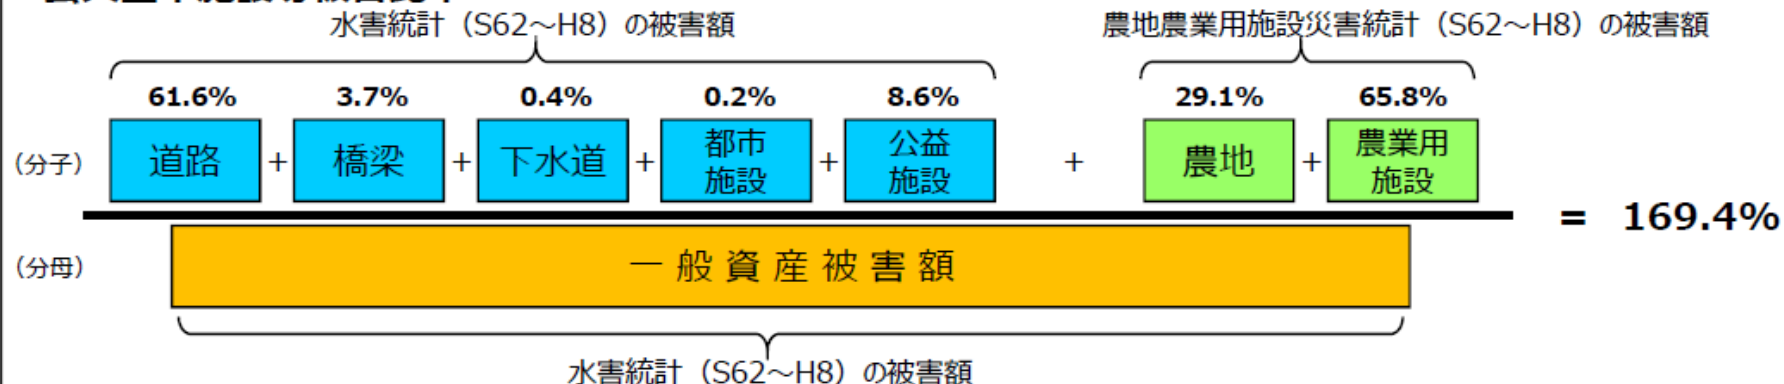 水害統計（S62～H8）の被害額
農地農業用施設災害統計（S62～H8）の被害額
61.6% 3.7% 0.4% 0.2% 8.6% 29.1% 65.8%
（分子） 道路 + 橋梁 + 下水道 + 都市施設 + 公益施設 + 農地 + 農業用施設
= 169.4%
（分母） 一般資産被害額
水害統計（S62～H8）の被害額